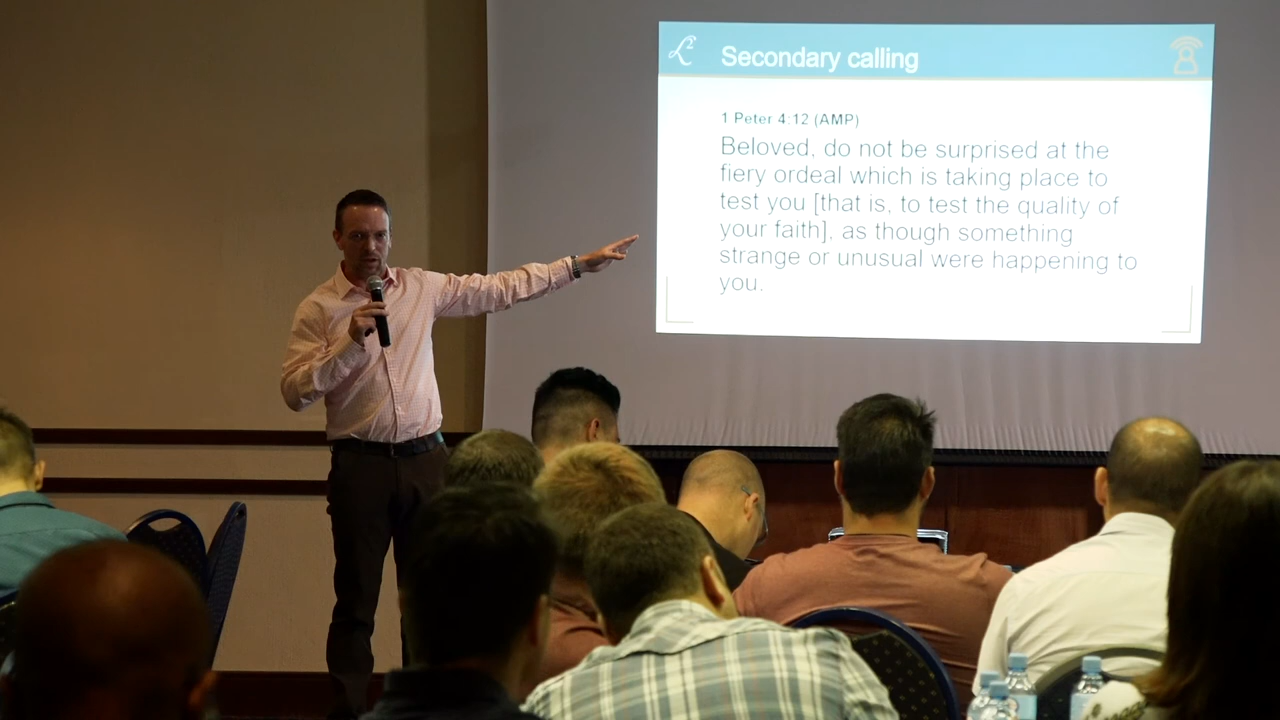 L²
Secondary calling
1 Peter 4:12 (AMP)
Beloved, do not be surprised at the
fiery ordeal which is taking place to
test you [that is, to test the quality of
your faith], as though something
strange or unusual were happening to
you.